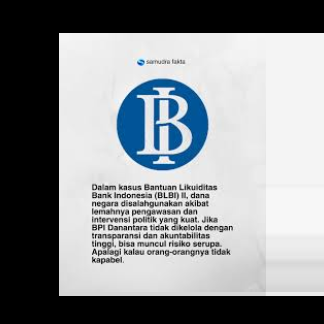 samudra fakta
BI
Dalam kasus Bantuan Likuiditas
Bank Indonesia (BLBI) II, dana
negara disalahgunakan akibat
lemahnya pengawasan dan
intervensi politik yang kuat. Jika
BPI Danantara tidak dikelola dengan
transparansi dan akuntabilitas
tinggi, bisa muncul risiko serupa.
Apalagi kalau orang-orangnya tidak
kapabel.